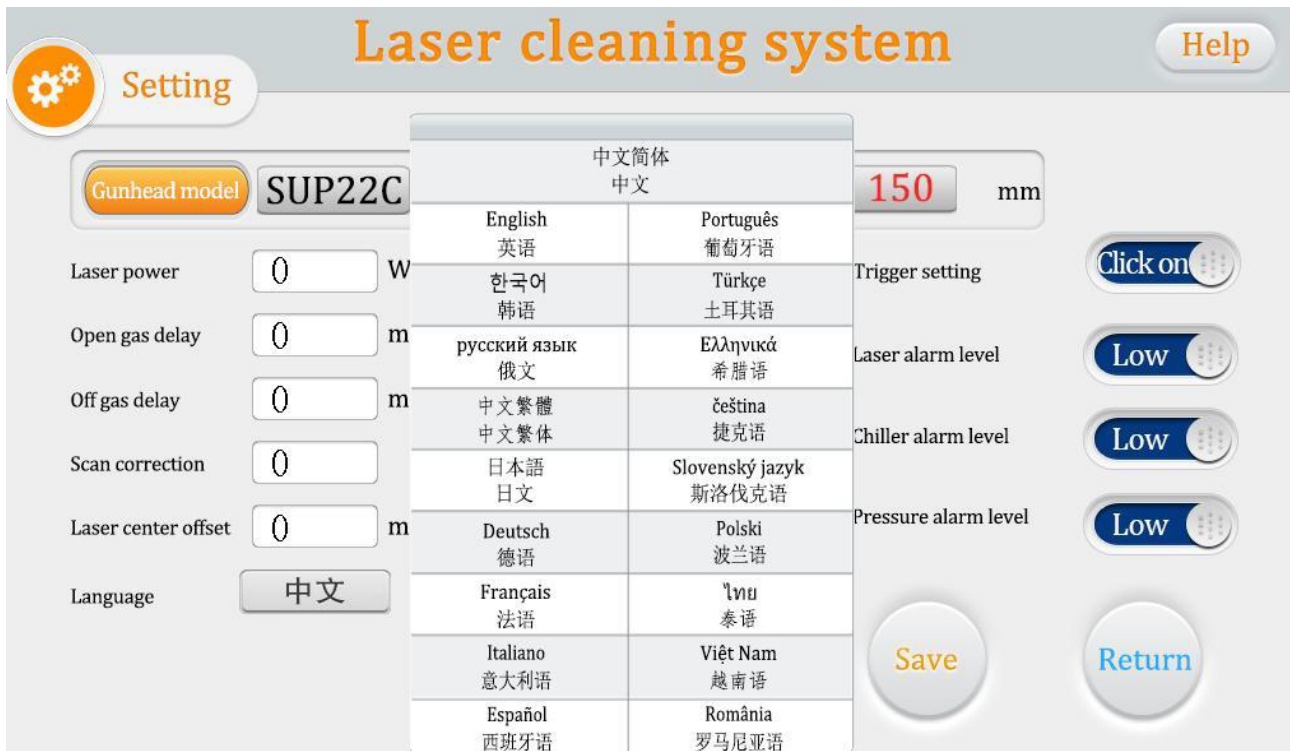 Laser cleaning system
Help
Setting
Gunhead model
SUP22C
150
mm
Laser power
0
W
Open gas delay
0
m
Off gas delay
0
m
Scan correction
0
Laser center offset
0
m
Language
中文
中文简体
中文
English
英语
Português
葡萄牙语
한국어
韩语
Türkçe
土耳其语
русский язык
俄文
Ελληνικά
希腊语
中文繁體
中文繁体
čeština
捷克语
日本語
日文
Slovenský jazyk
斯洛伐克语
Deutsch
德语
Polski
波兰语
Français
法语
ไทย
泰语
Italiano
意大利语
Việt Nam
越南语
Español
西班牙语
România
罗马尼亚语
Trigger setting
Click on
Laser alarm level
Low
Chiller alarm level
Low
Pressure alarm level
Low
Save
Return